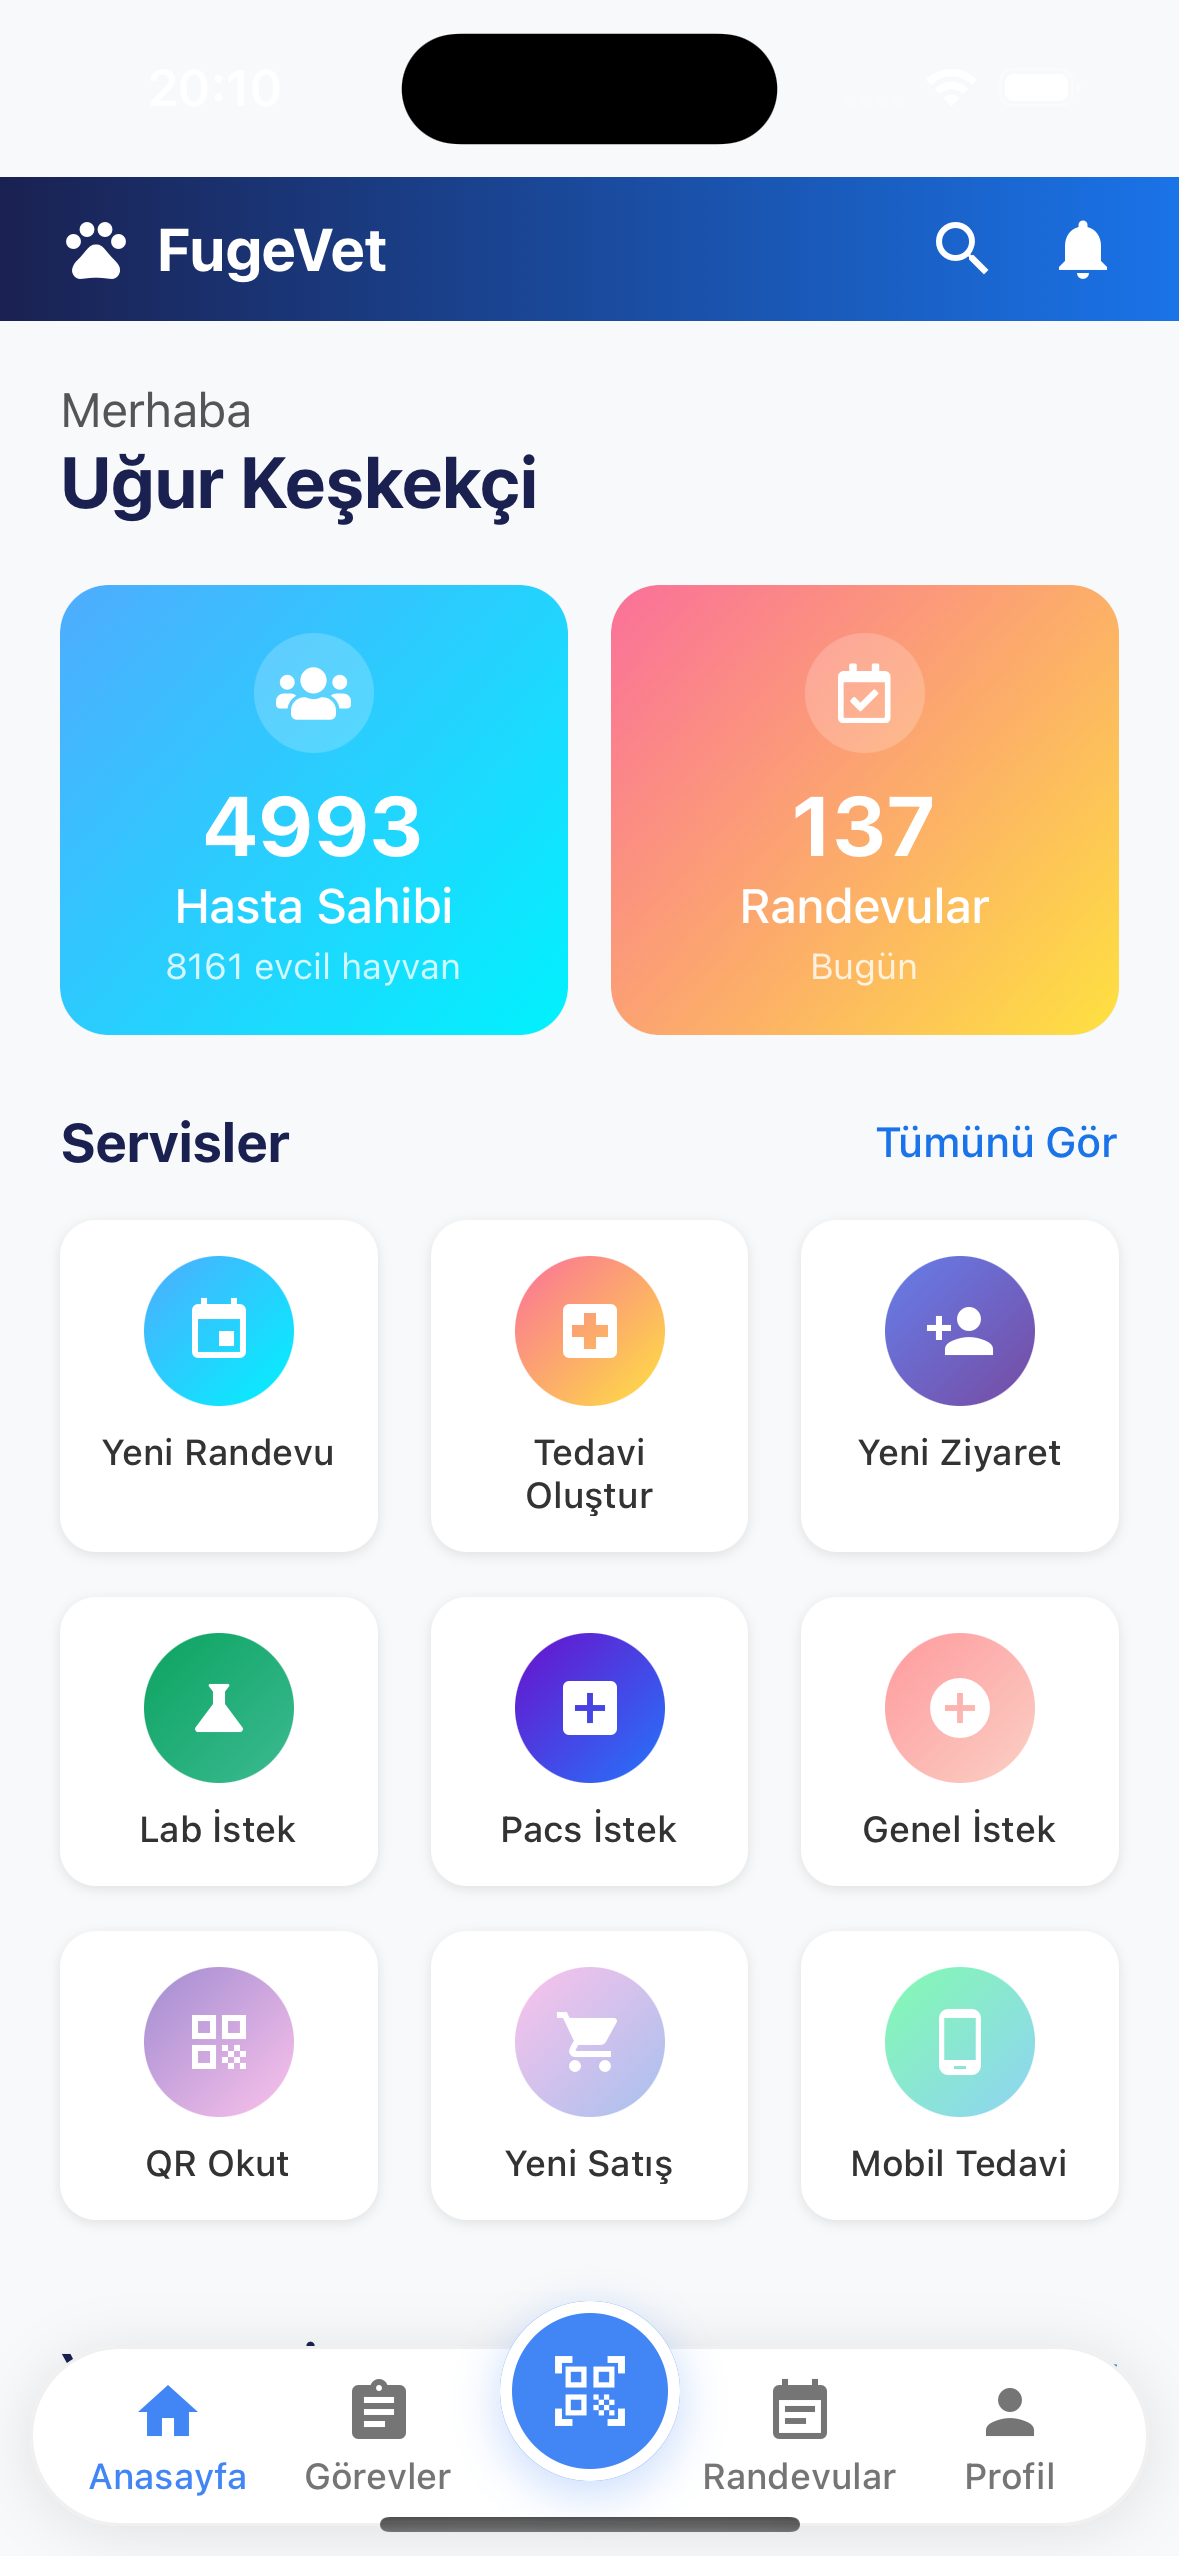 20:10
FugeVet
Merhaba
Uğur Keşkekçi
4993
Hasta Sahibi
8161 evcil hayvan
137
Randevular
Bugün
Servisler
Tümünü Gör
Yeni Randevu
Tedavi
Oluştur
Yeni Ziyaret
Lab İstek
Pacs İstek
Genel İstek
QR Okut
Yeni Satış
Mobil Tedavi
Anasayfa
Görevler
Randevular
Profil